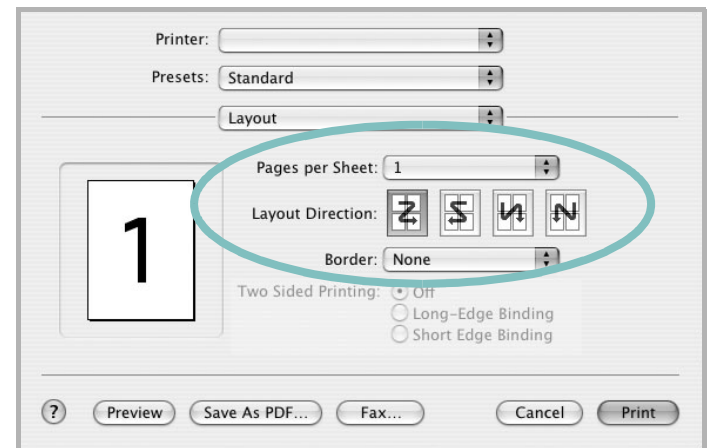 Printer:
Presets: Standard
Layout
Pages per Sheet: 1
Layout Direction:
Border: None
1
Two Sided Printing: Off
Long-Edge Binding
Short Edge Binding
? Preview Save As PDF... Fax... Cancel Print